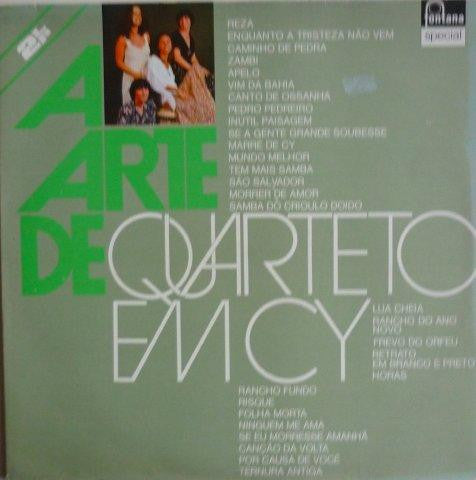 2LPs
fontana
special
A ARTE DE
QUARTETO EM CY
REZA
ENQUANTO A TRISTEZA NÃO VEM
CAMINHO DE PEDRA
ZAMBI
APELO
VIM DA BAHIA
CANTO DE OSSANHA
PEDRO PEDREIRO
INUTIL PAISAGEM
SE A GENTE GRANDE SOUBESSE
MARRE DE CY
MUNDO MELHOR
TEM MAIS SAMBA
SÃO SALVADOR
MORRER DE AMOR
SAMBA DO CRIOULO DOIDO
LUA CHEIA
RANCHO DO ANO
NOVO
FREVO DO ORFEU
RETRATO
EM BRANCO E PRETO
HORAS
RANCHO FUNDO
RISQUE
FOLHA MORTA
NINGUEM ME AMA
SE EU MORRESSE AMANHÃ
CANÇÃO DA VOLTA
POR CAUSA DE VOCÊ
TERNURA ANTIGA